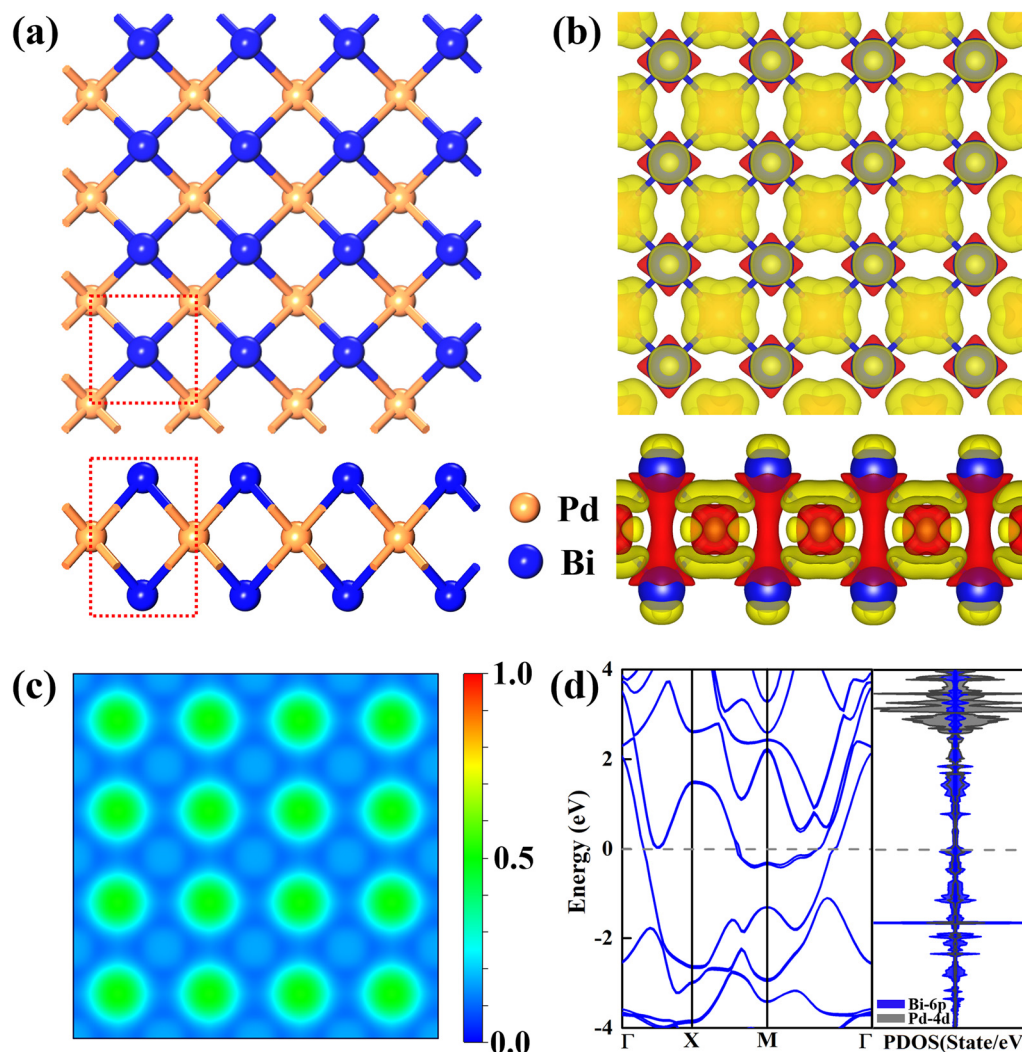 (a)
(b)
Pd
Bi
(c)
1.0
0.5
0.0
(d)
Energy (eV)
4
2
0
-2
-4
Γ
X
M
Γ
Bi-6p
Pd-4d
PDOS(State/eV